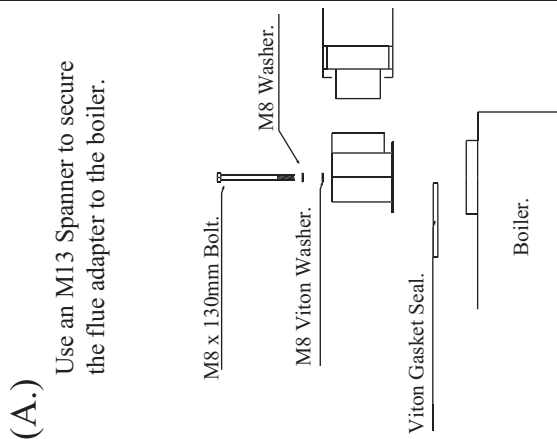 (A.)
Use an M13 Spanner to secure
the flue adapter to the boiler.
M8 x 130mm Bolt.
M8 Washer.
M8 Viton Washer.
Viton Gasket Seal.
Boiler.